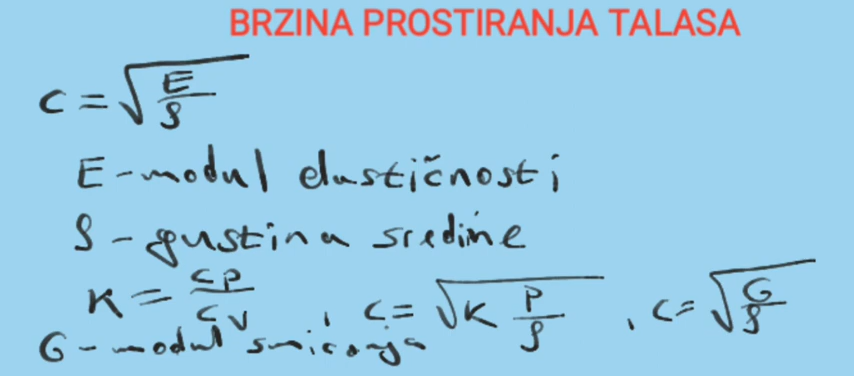 BRZINA PROSTIRANJA TALASA
c = √(E/ρ)
E - modul elastičnosti
ρ - gustina sredine
κ = cp/cv , c = √(κ p/ρ) , c = √(G/ρ)
G - modul smicanja